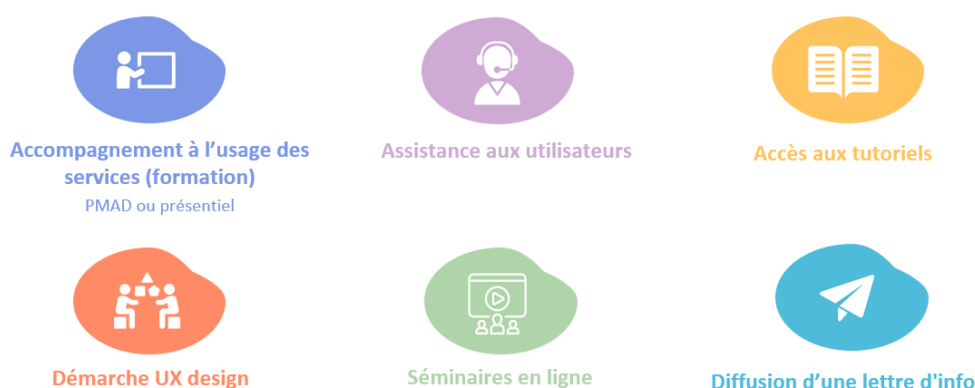 Accompagnement à l’usage des
services (formation)
PMAD ou présentiel
Assistance aux utilisateurs
Accès aux tutoriels
Démarche UX design
Séminaires en ligne
Diffusion d’une lettre d'info